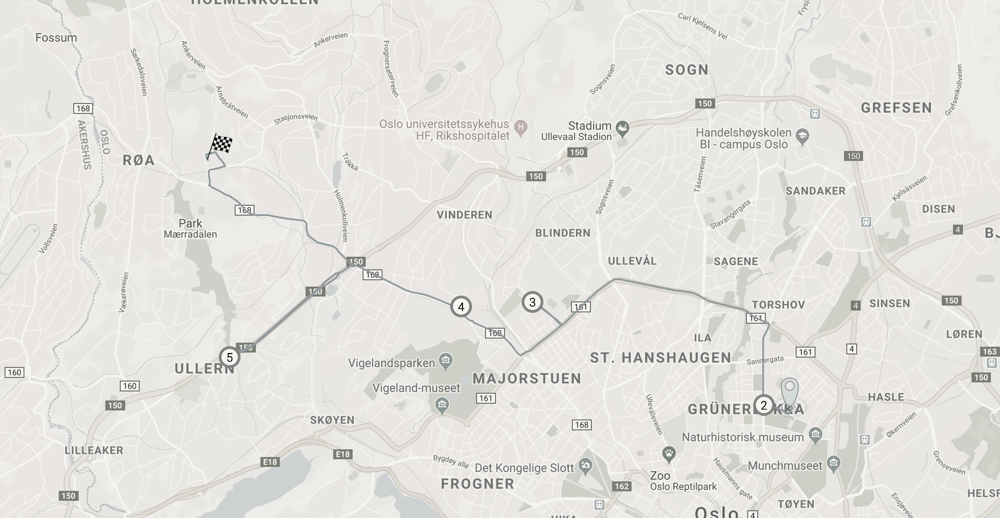 HOLMENKOLLEN
Fossum
Ankerveien
Ankerveien
Sørkedalsveien
Frognerseterveien
Carl Kjelsens Vei
SOGN
Sognsveien
Grefsenkollveien
Arnebråtveien
Stasjonsveien
168
AKERSHUS
OSLO
RØA
Oslo universitetssykehus
HF, Rikshospitalet
H
Stadium
Ullevaal Stadion
150
150
150
GREFSEN
Handelshøyskolen
BI - campus Oslo
150
Tråkka
Tåsenveien
SANDAKER
Kjelsåsveien
DISEN
4
Holmenkollveien
Sognsveien
Stavangergata
168
VINDEREN
BLINDERN
Park
Mærradalen
Vollsveien
150
168
150
ULLEVÅL
SAGENE
Vækerøveien
4
3
161
TORSHOV
161
4
SINSEN
150
168
ILA
LØREN
150
5
ULLERN
160
160
150
Vigelandsparken
Vigeland-museet
MAJORSTUEN
161
ST. HANSHAUGEN
Sannergata
161
4
163
150
HASLE
2
SKØYEN
168
Ullevålsveien
Naturhistorisk museum
Økernveien
LILLEAKER
E18
E18
Bygdøy allé
Det Kongelige Slott
FROGNER
162
Zoo
Oslo Reptilpark
Hausmanns gate
Munchmuseet
Grenseveien
150
TØYEN
Ensjøveien
VIKA
Oslo
4